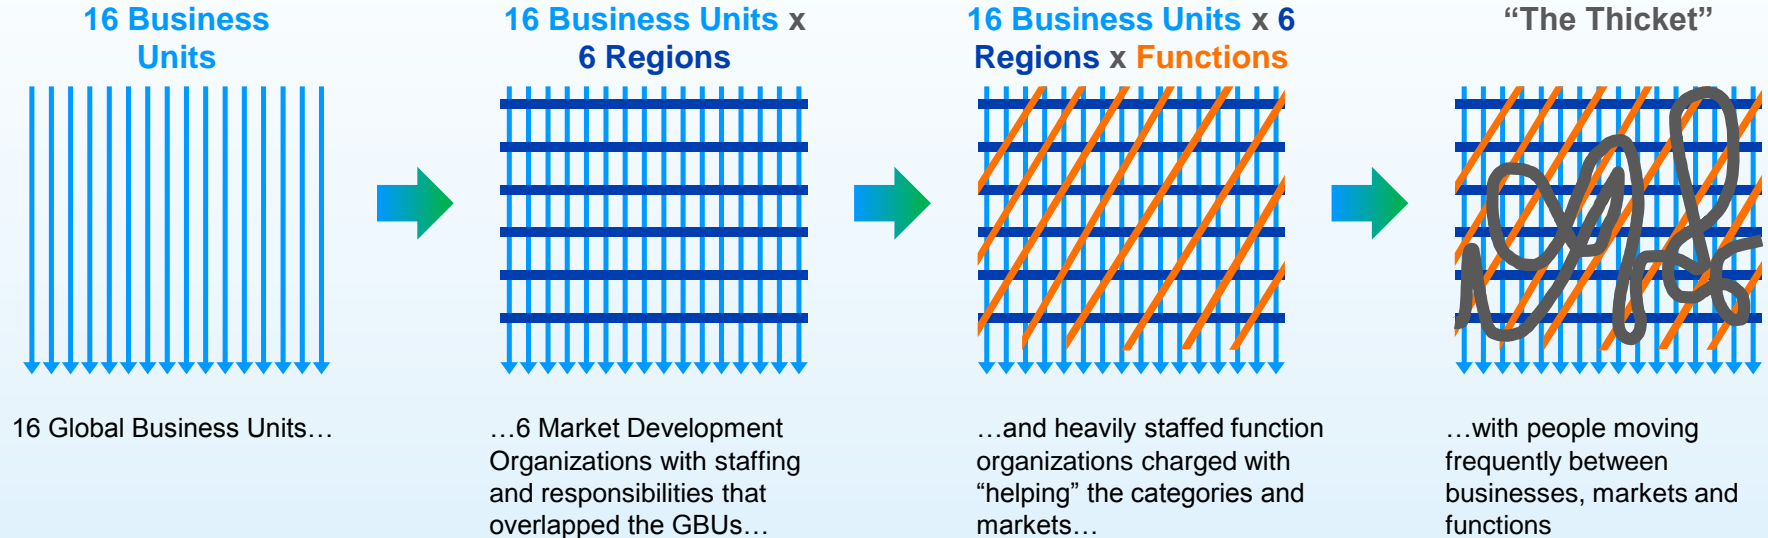 16 Business
Units
16 Business Units x
6 Regions
16 Business Units x 6
Regions x Functions
“The Thicket”
16 Global Business Units…
…6 Market Development
Organizations with staffing
and responsibilities that
overlapped the GBUs…
…and heavily staffed function
organizations charged with
“helping” the categories and
markets…
…with people moving
frequently between
businesses, markets and
functions